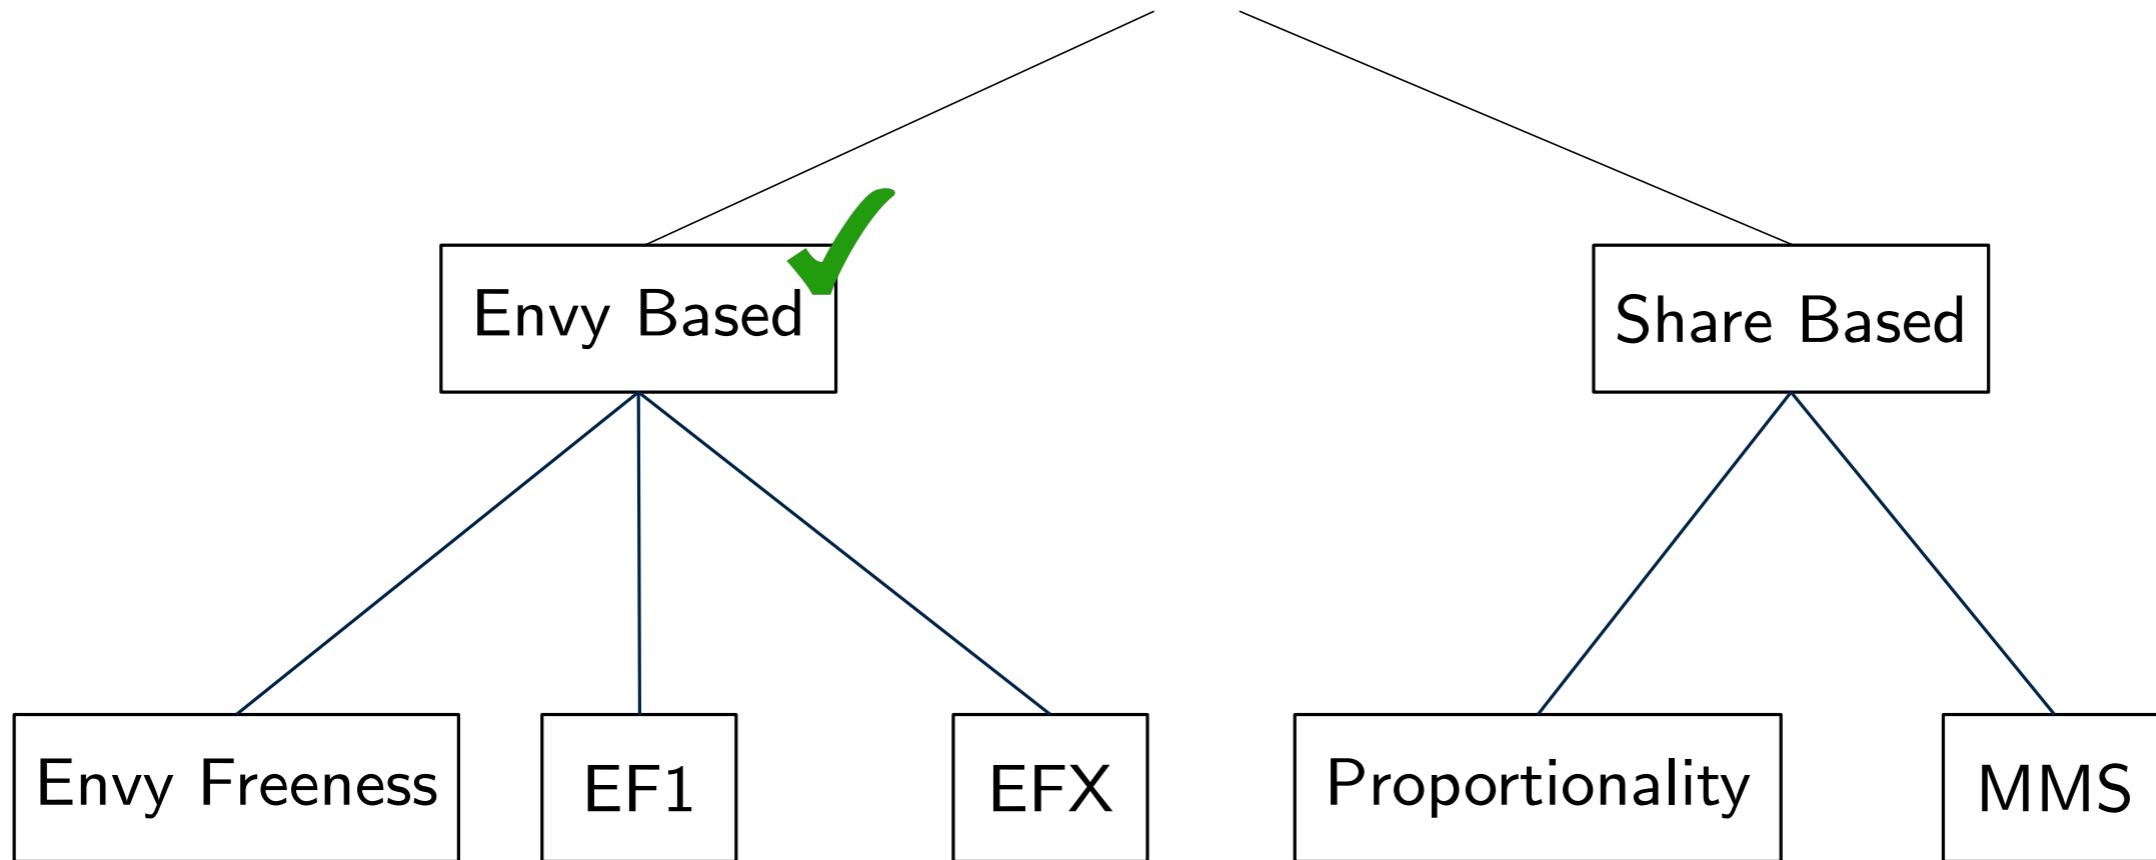 Envy Based
Share Based
Envy Freeness
EF1
EFX
Proportionality
MMS